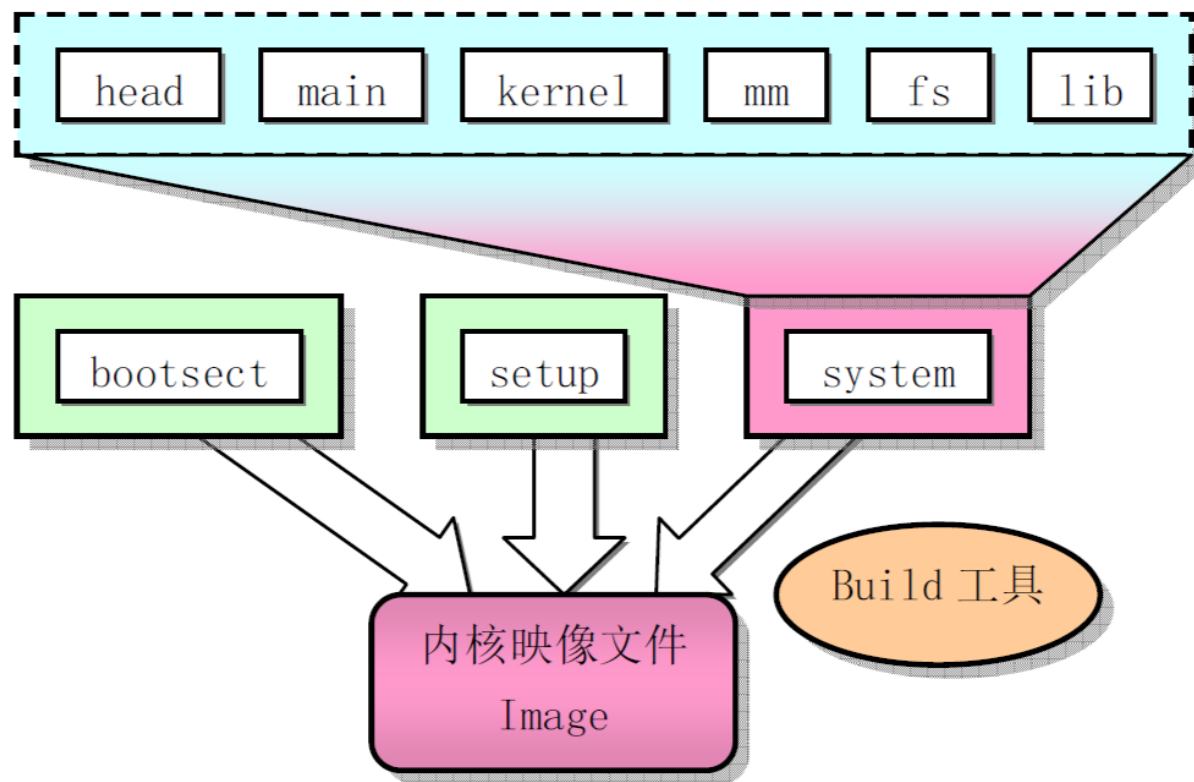 head main kernel mm fs lib
bootsect setup system
Build 工具
内核映像文件
Image